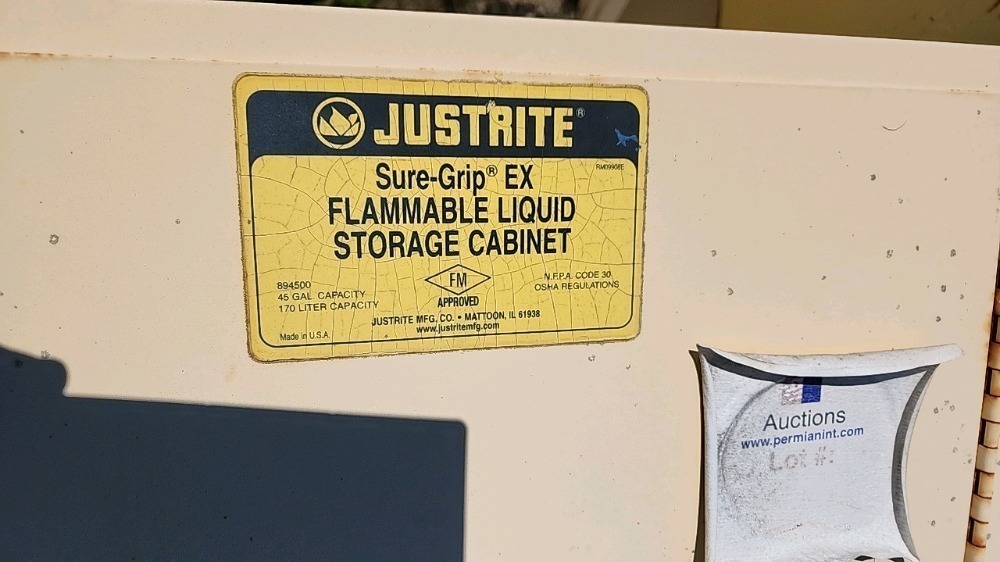 JUSTRITE®
RM09908E
Sure-Grip® EX
FLAMMABLE LIQUID
STORAGE CABINET
894500
45 GAL. CAPACITY
170 LITER CAPACITY
FM
APPROVED
N.F.P.A. CODE 30
OSHA REGULATIONS
JUSTRITE MFG. CO. • MATTOON, IL 61938
www.justritemfg.com
Made in U.S.A.
Auctions
www.permianint.com
Lot #: